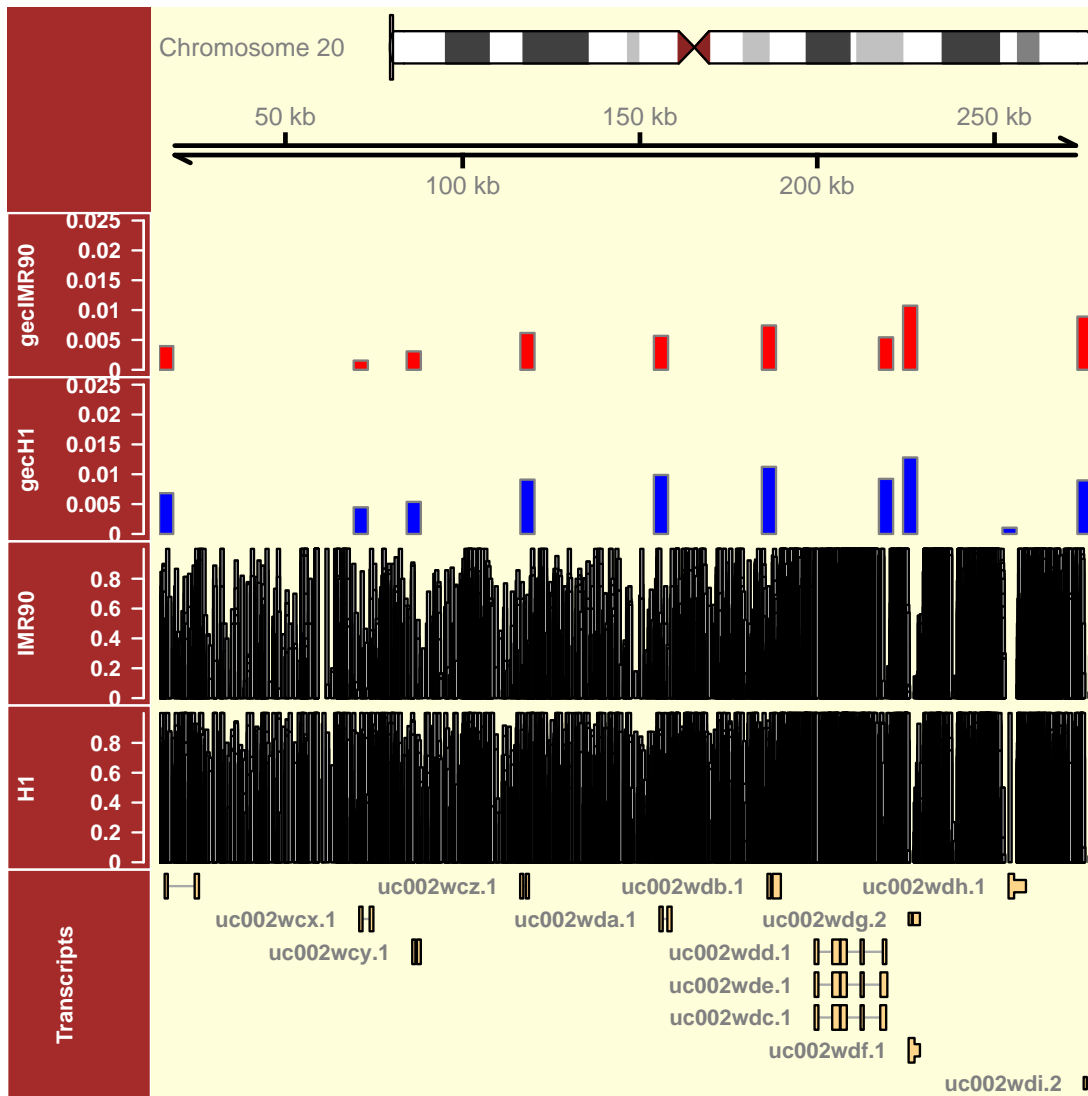 Chromosome 20
50 kb 150 kb 250 kb
100 kb 200 kb
gecIMR90
0.025
0.02
0.015
0.01
0.005
0
gecH1
0.025
0.02
0.015
0.01
0.005
0
IMR90
0.8
0.6
0.4
0.2
0
H1
0.8
0.6
0.4
0.2
0
Transcripts
uc002wcz.1 uc002wdb.1 uc002wdh.1
uc002wcx.1 uc002wda.1 uc002wdg.2
uc002wcy.1 uc002wdd.1
uc002wde.1
uc002wdc.1
uc002wdf.1
uc002wdi.2